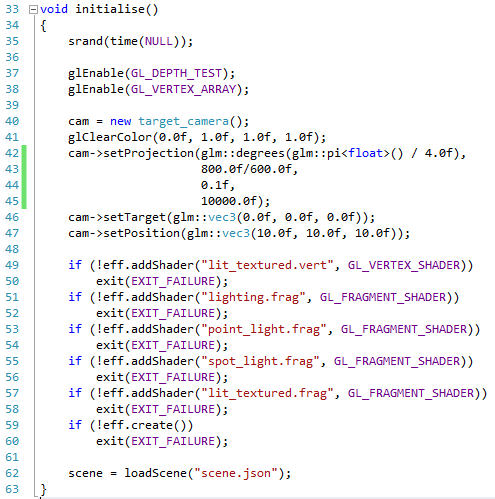 33 void initialise()
34 {
35 srand(time(NULL));
36
37 glEnable(GL_DEPTH_TEST);
38 glEnable(GL_VERTEX_ARRAY);
39
40 cam = new target_camera();
41 glClearColor(0.0f, 1.0f, 1.0f, 1.0f);
42 cam->setProjection(glm::degrees(glm::pi<float>() / 4.0f),
43 800.0f/600.0f,
44 0.1f,
45 10000.0f);
46 cam->setTarget(glm::vec3(0.0f, 0.0f, 0.0f));
47 cam->setPosition(glm::vec3(10.0f, 10.0f, 10.0f));
48
49 if (!eff.addShader("lit_textured.vert", GL_VERTEX_SHADER))
50 exit(EXIT_FAILURE);
51 if (!eff.addShader("lighting.frag", GL_FRAGMENT_SHADER))
52 exit(EXIT_FAILURE);
53 if (!eff.addShader("point_light.frag", GL_FRAGMENT_SHADER))
54 exit(EXIT_FAILURE);
55 if (!eff.addShader("spot_light.frag", GL_FRAGMENT_SHADER))
56 exit(EXIT_FAILURE);
57 if (!eff.addShader("lit_textured.frag", GL_FRAGMENT_SHADER))
58 exit(EXIT_FAILURE);
59 if (!eff.create())
60 exit(EXIT_FAILURE);
61
62 scene = loadScene("scene.json");
63 }